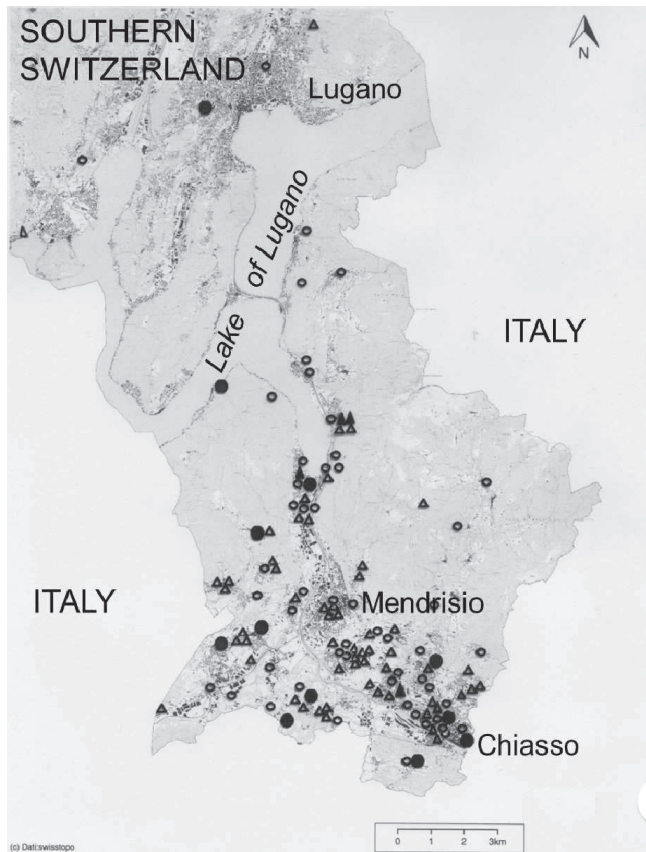 SOUTHERN
SWITZERLAND
N
Lugano
Lake of Lugano
ITALY
ITALY
Mendrisio
Chiasso
0 1 2 3km
(c) Dati:swisstopo